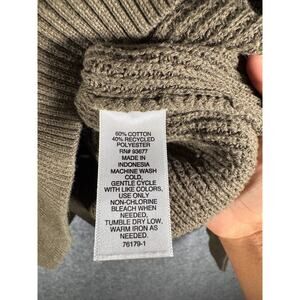 60% COTTON
40% RECYCLED
POLYESTER
RN# 93677
MADE IN
INDONESIA
MACHINE WASH
COLD,
GENTLE CYCLE
WITH LIKE COLORS,
USE ONLY
NON-CHLORINE
BLEACH WHEN
NEEDED,
TUMBLE DRY LOW,
WARM IRON AS
NEEDED.
76179-1